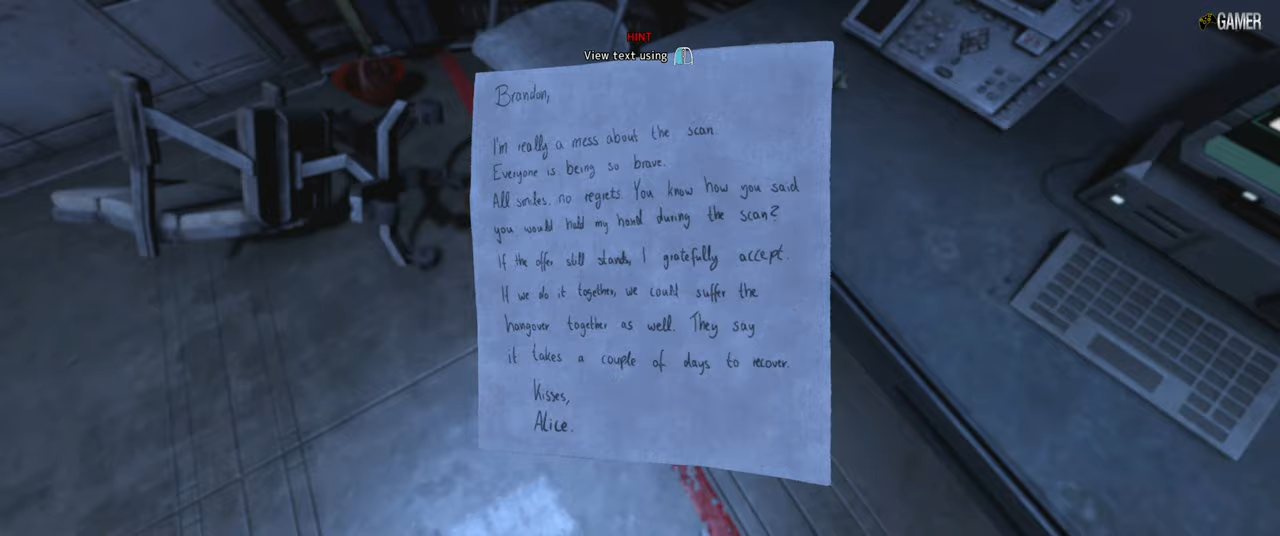 GAMER
HINT
View text using
Brandon,
I'm really a mess about the scan.
Everyone is being so brave.
All smiles, no regrets. You know how you said
you would hold my hand during the scan?
If the offer still stands, I gratefully accept.
If we do it together, we could suffer the
hangover together as well. They say
it takes a couple of days to recover.
Kisses,
Alice.